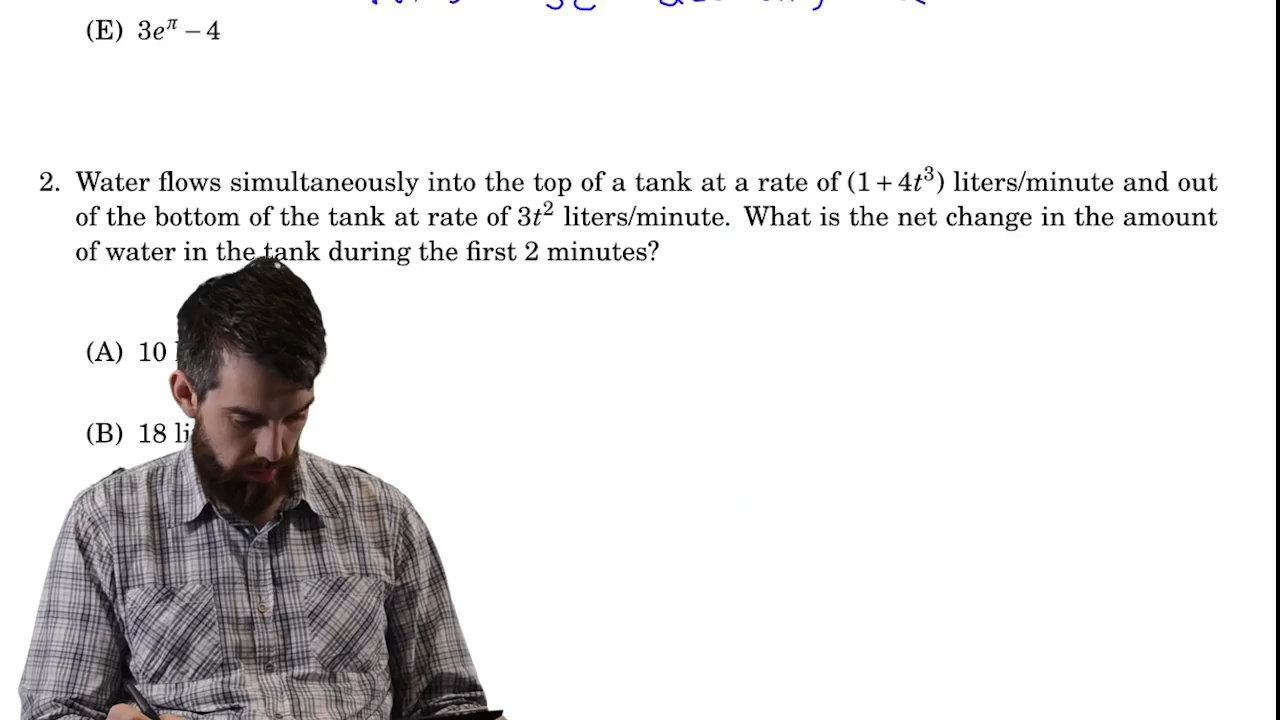 (E) 3e^π − 4
2. Water flows simultaneously into the top of a tank at a rate of (1 + 4t³) liters/minute and out
of the bottom of the tank at rate of 3t² liters/minute. What is the net change in the amount
of water in the tank during the first 2 minutes?
(A) 10
(B) 18